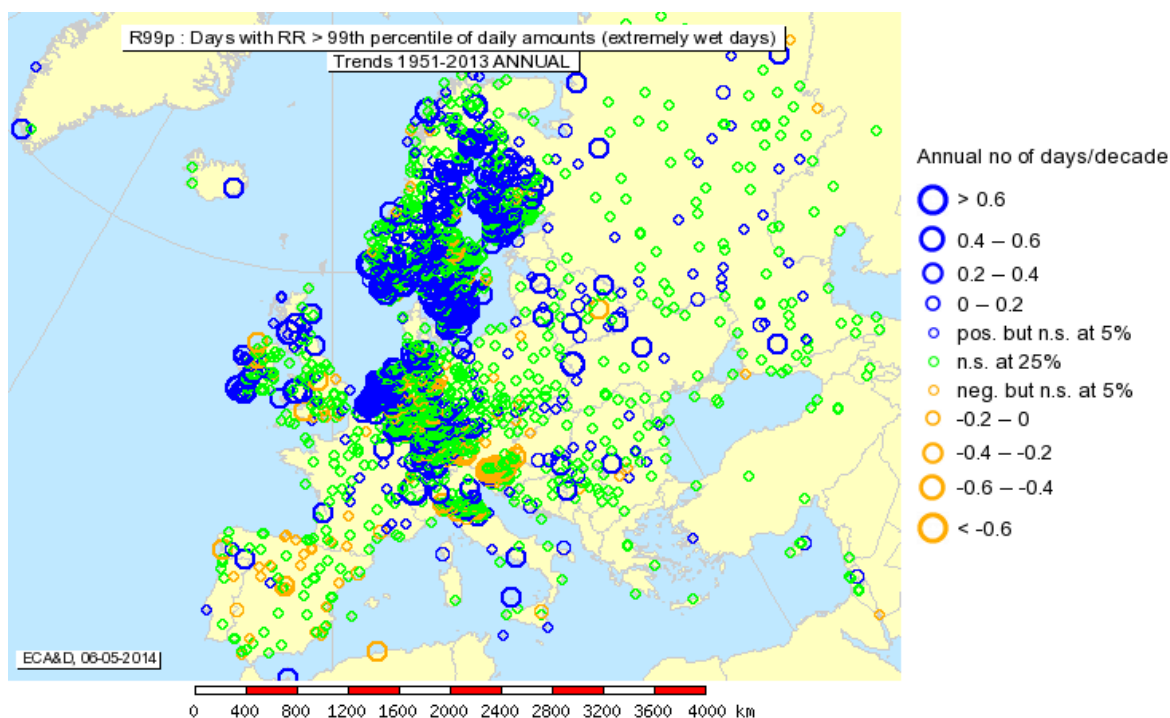 R99p : Days with RR > 99th percentile of daily amounts (extremely wet days)
Trends 1951-2013 ANNUAL
Annual no of days/decade
> 0.6
0.4 – 0.6
0.2 – 0.4
0 – 0.2
pos. but n.s. at 5%
n.s. at 25%
neg. but n.s. at 5%
-0.2 – 0
-0.4 – -0.2
-0.6 – -0.4
< -0.6
ECA&D, 06-05-2014
0 400 800 1200 1600 2000 2400 2800 3200 3600 4000 km